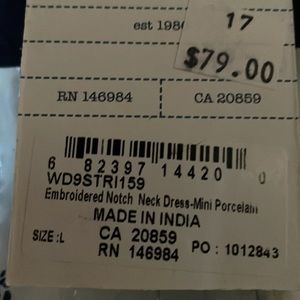 est 198
17
$79.00
RN 146984
CA 20859
6 82397 14420 0
WD9STRI159
Embroidered Notch Neck Dress-Mini Porcelain
MADE IN INDIA
SIZE :L
CA 20859
RN 146984
PO : 1012843